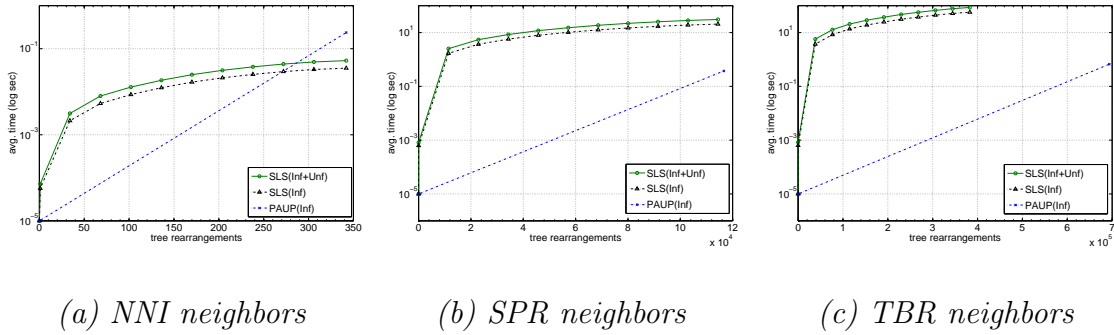 10^-1
10^-3
10^-5
avg. time (log sec)
0 50 100 150 200 250 300 350
tree rearrangements
SLS(Inf+Unf)
SLS(Inf)
PAUP(Inf)
10^1
10^-1
10^-3
10^-5
avg. time (log sec)
0 2 4 6 8 10 12
x 10^4
tree rearrangements
SLS(Inf+Unf)
SLS(Inf)
PAUP(Inf)
10^1
10^-1
10^-3
10^-5
avg. time (log sec)
0 1 2 3 4 5 6 7
x 10^5
tree rearrangements
SLS(Inf+Unf)
SLS(Inf)
PAUP(Inf)
(a) NNI neighbors
(b) SPR neighbors
(c) TBR neighbors